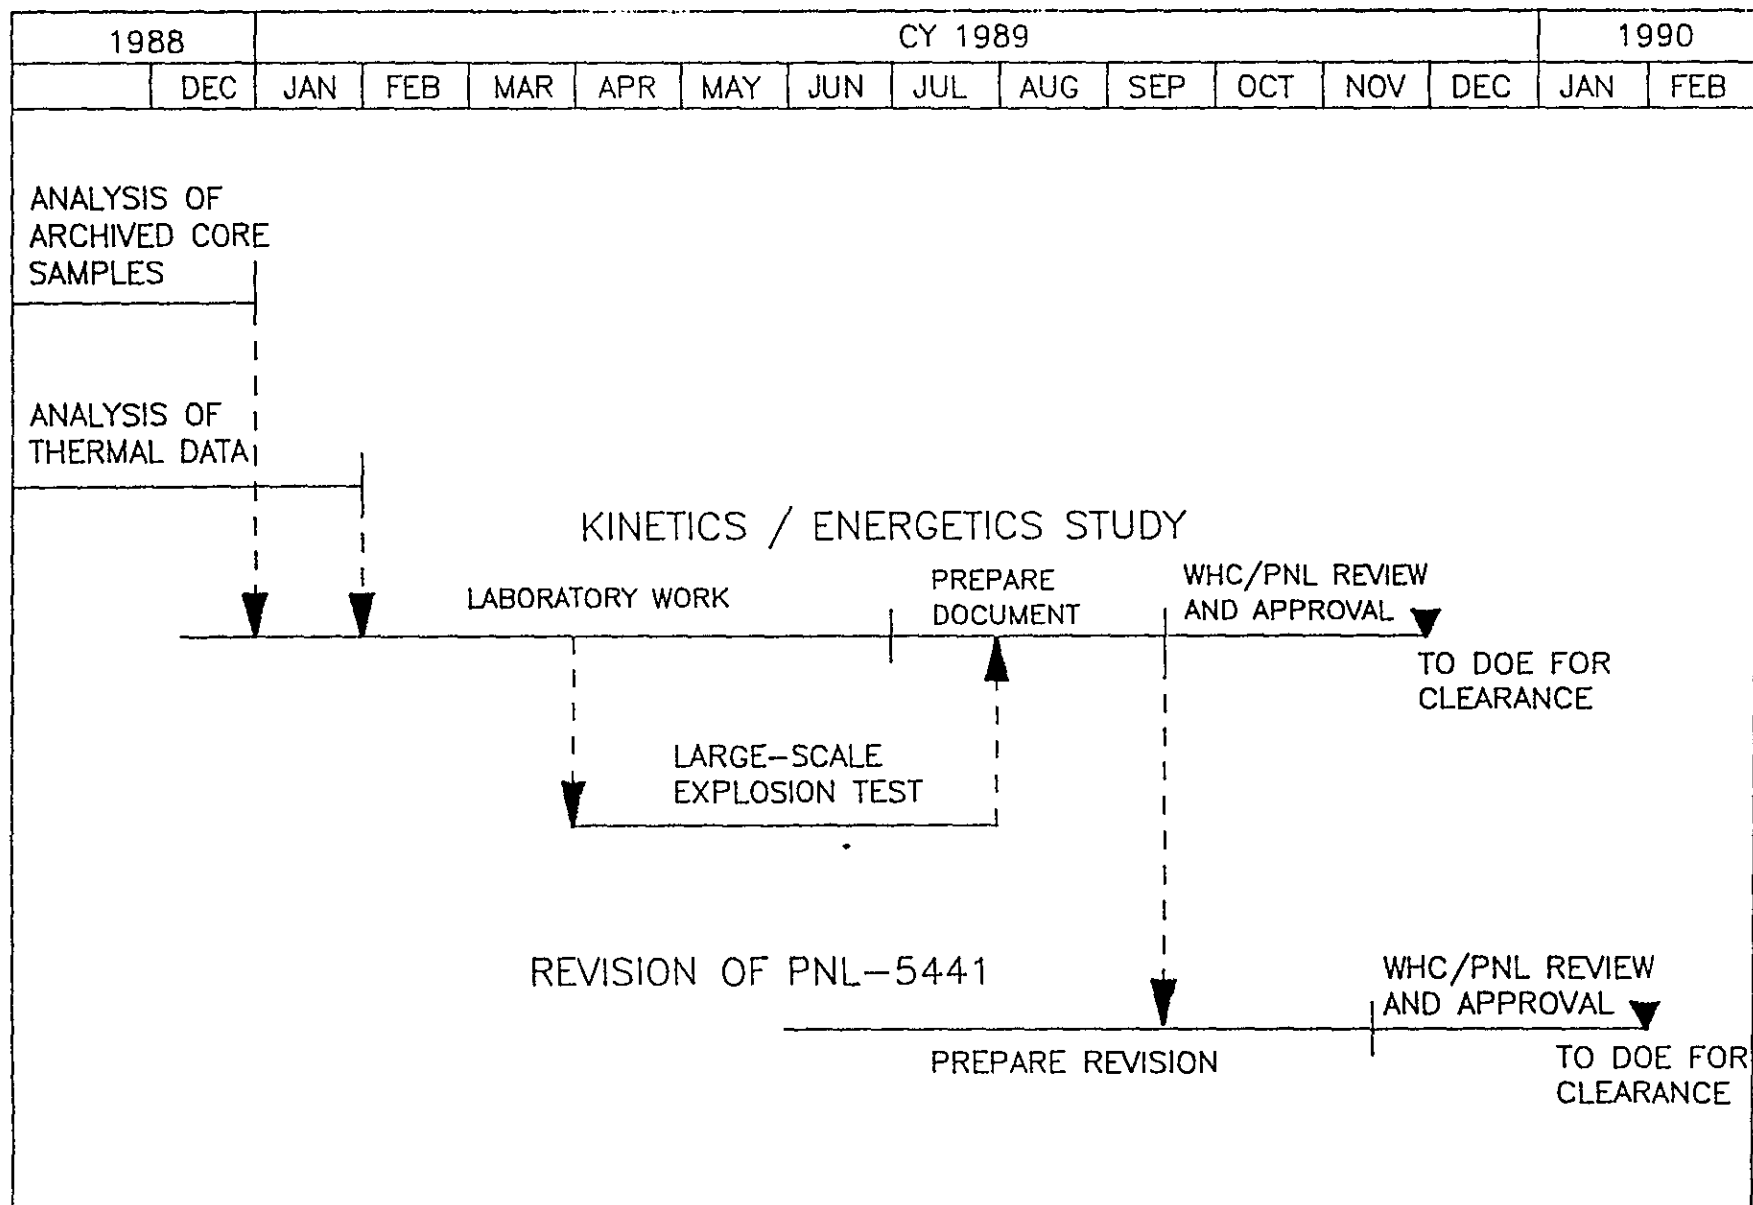 1988 CY 1989 1990
DEC JAN FEB MAR APR MAY JUN JUL AUG SEP OCT NOV DEC JAN FEB
ANALYSIS OF
ARCHIVED CORE
SAMPLES
ANALYSIS OF
THERMAL DATA
KINETICS / ENERGETICS STUDY
LABORATORY WORK
PREPARE
DOCUMENT
WHC/PNL REVIEW
AND APPROVAL
TO DOE FOR
CLEARANCE
LARGE-SCALE
EXPLOSION TEST
REVISION OF PNL-5441
WHC/PNL REVIEW
AND APPROVAL
PREPARE REVISION
TO DOE FOR
CLEARANCE